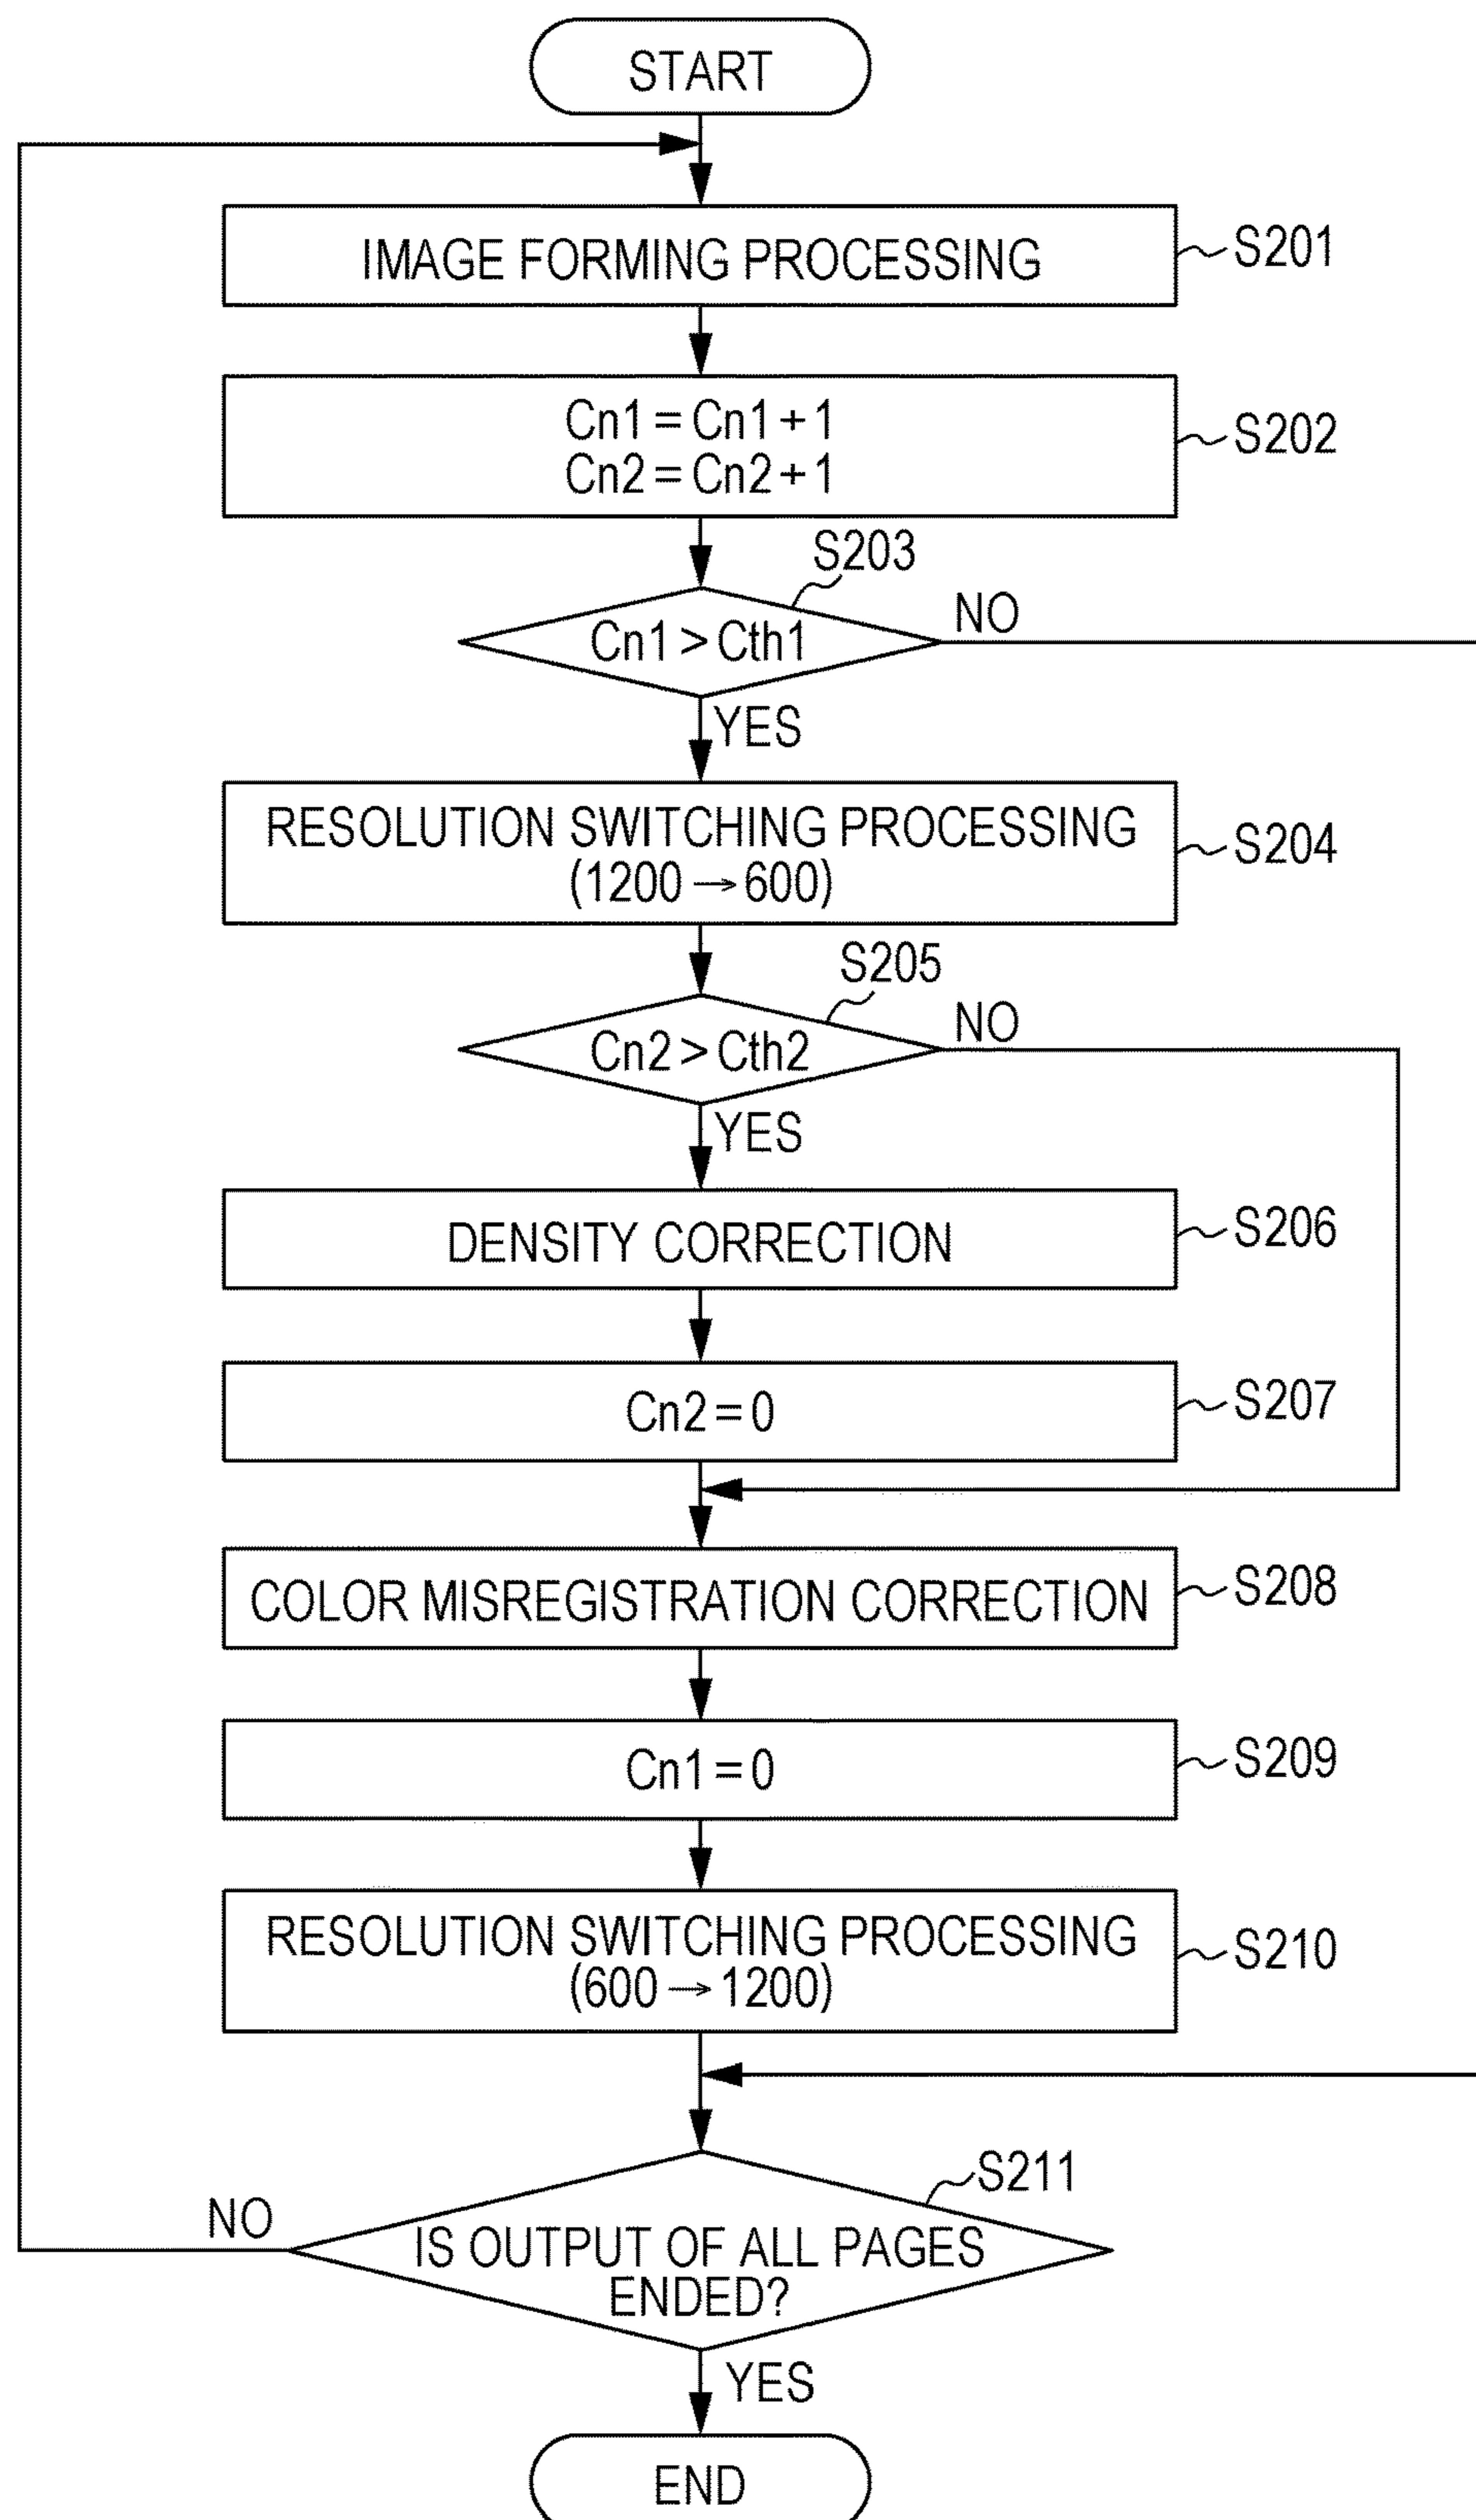 START
IMAGE FORMING PROCESSING
S201
Cn1=Cn1+1
Cn2=Cn2+1
S202
S203
Cn1>Cth1
NO
YES
RESOLUTION SWITCHING PROCESSING
(1200→600)
S204
S205
Cn2>Cth2
NO
YES
DENSITY CORRECTION
S206
Cn2=0
S207
COLOR MISREGISTRATION CORRECTION
S208
Cn1=0
S209
RESOLUTION SWITCHING PROCESSING
(600→1200)
S210
S211
NO
IS OUTPUT OF ALL PAGES
ENDED?
YES
END